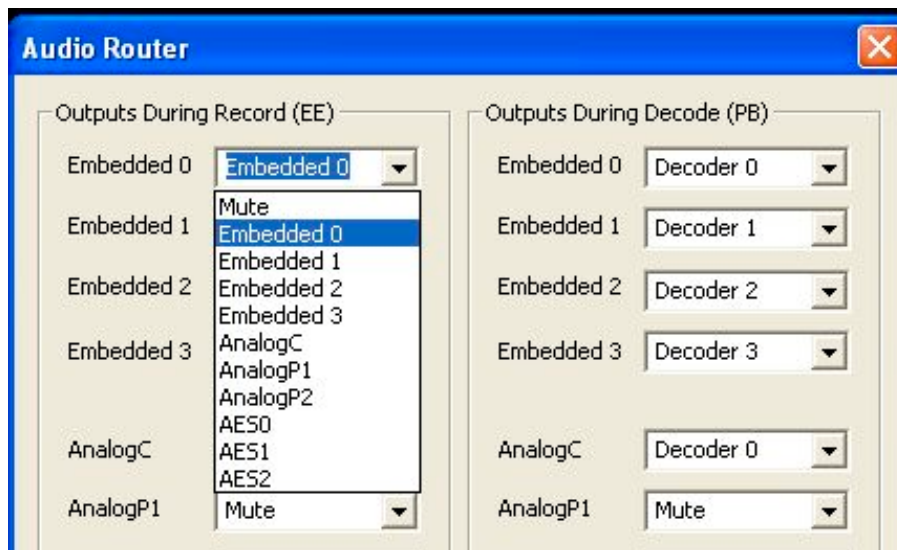 Audio Router
Outputs During Record (EE)
Embedded 0
Embedded 0
Mute
Embedded 0
Embedded 1
Embedded 2
Embedded 3
AnalogC
AnalogP1
AnalogP2
AES0
AES1
AES2
Embedded 1
Embedded 2
Embedded 3
AnalogC
AnalogP1
Mute
Outputs During Decode (PB)
Embedded 0
Decoder 0
Embedded 1
Decoder 1
Embedded 2
Decoder 2
Embedded 3
Decoder 3
AnalogC
Decoder 0
AnalogP1
Mute